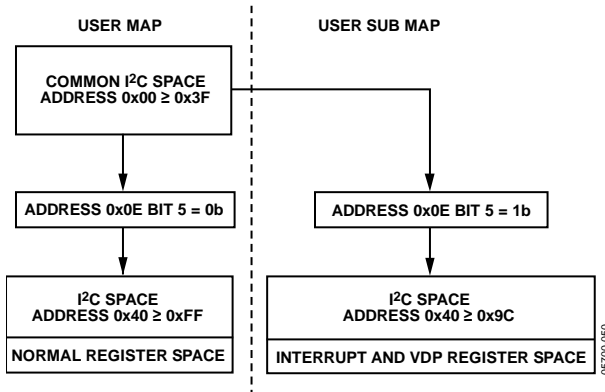 USER MAP
USER SUB MAP
COMMON I²C SPACE
ADDRESS 0x00 ≥ 0x3F
ADDRESS 0x0E BIT 5 = 0b
ADDRESS 0x0E BIT 5 = 1b
I²C SPACE
ADDRESS 0x40 ≥ 0xFF
NORMAL REGISTER SPACE
I²C SPACE
ADDRESS 0x40 ≥ 0x9C
INTERRUPT AND VDP REGISTER SPACE